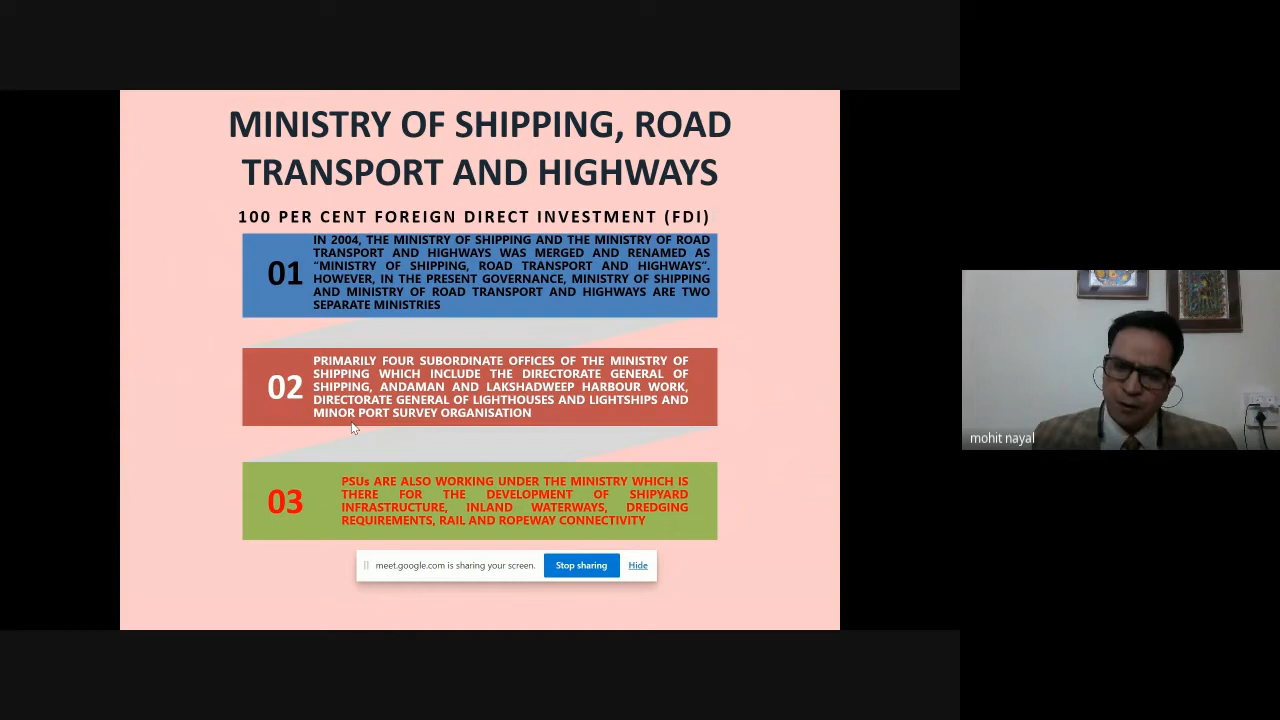 MINISTRY OF SHIPPING, ROAD
TRANSPORT AND HIGHWAYS
100 PER CENT FOREIGN DIRECT INVESTMENT (FDI)
01
IN 2004, THE MINISTRY OF SHIPPING AND THE MINISTRY OF ROAD
TRANSPORT AND HIGHWAYS WAS MERGED AND RENAMED AS
“MINISTRY OF SHIPPING, ROAD TRANSPORT AND HIGHWAYS”.
HOWEVER, IN THE PRESENT GOVERNANCE, MINISTRY OF SHIPPING
AND MINISTRY OF ROAD TRANSPORT AND HIGHWAYS ARE TWO
SEPARATE MINISTRIES
02
PRIMARILY FOUR SUBORDINATE OFFICES OF THE MINISTRY OF
SHIPPING WHICH INCLUDE THE DIRECTORATE GENERAL OF
SHIPPING, ANDAMAN AND LAKSHADWEEP HARBOUR WORK,
DIRECTORATE GENERAL OF LIGHTHOUSES AND LIGHTSHIPS AND
MINOR PORT SURVEY ORGANISATION
03
PSUs ARE ALSO WORKING UNDER THE MINISTRY WHICH IS
THERE FOR THE DEVELOPMENT OF SHIPYARD
INFRASTRUCTURE, INLAND WATERWAYS, DREDGING
REQUIREMENTS, RAIL AND ROPEWAY CONNECTIVITY
meet.google.com is sharing your screen. Stop sharing Hide
mohit nayal